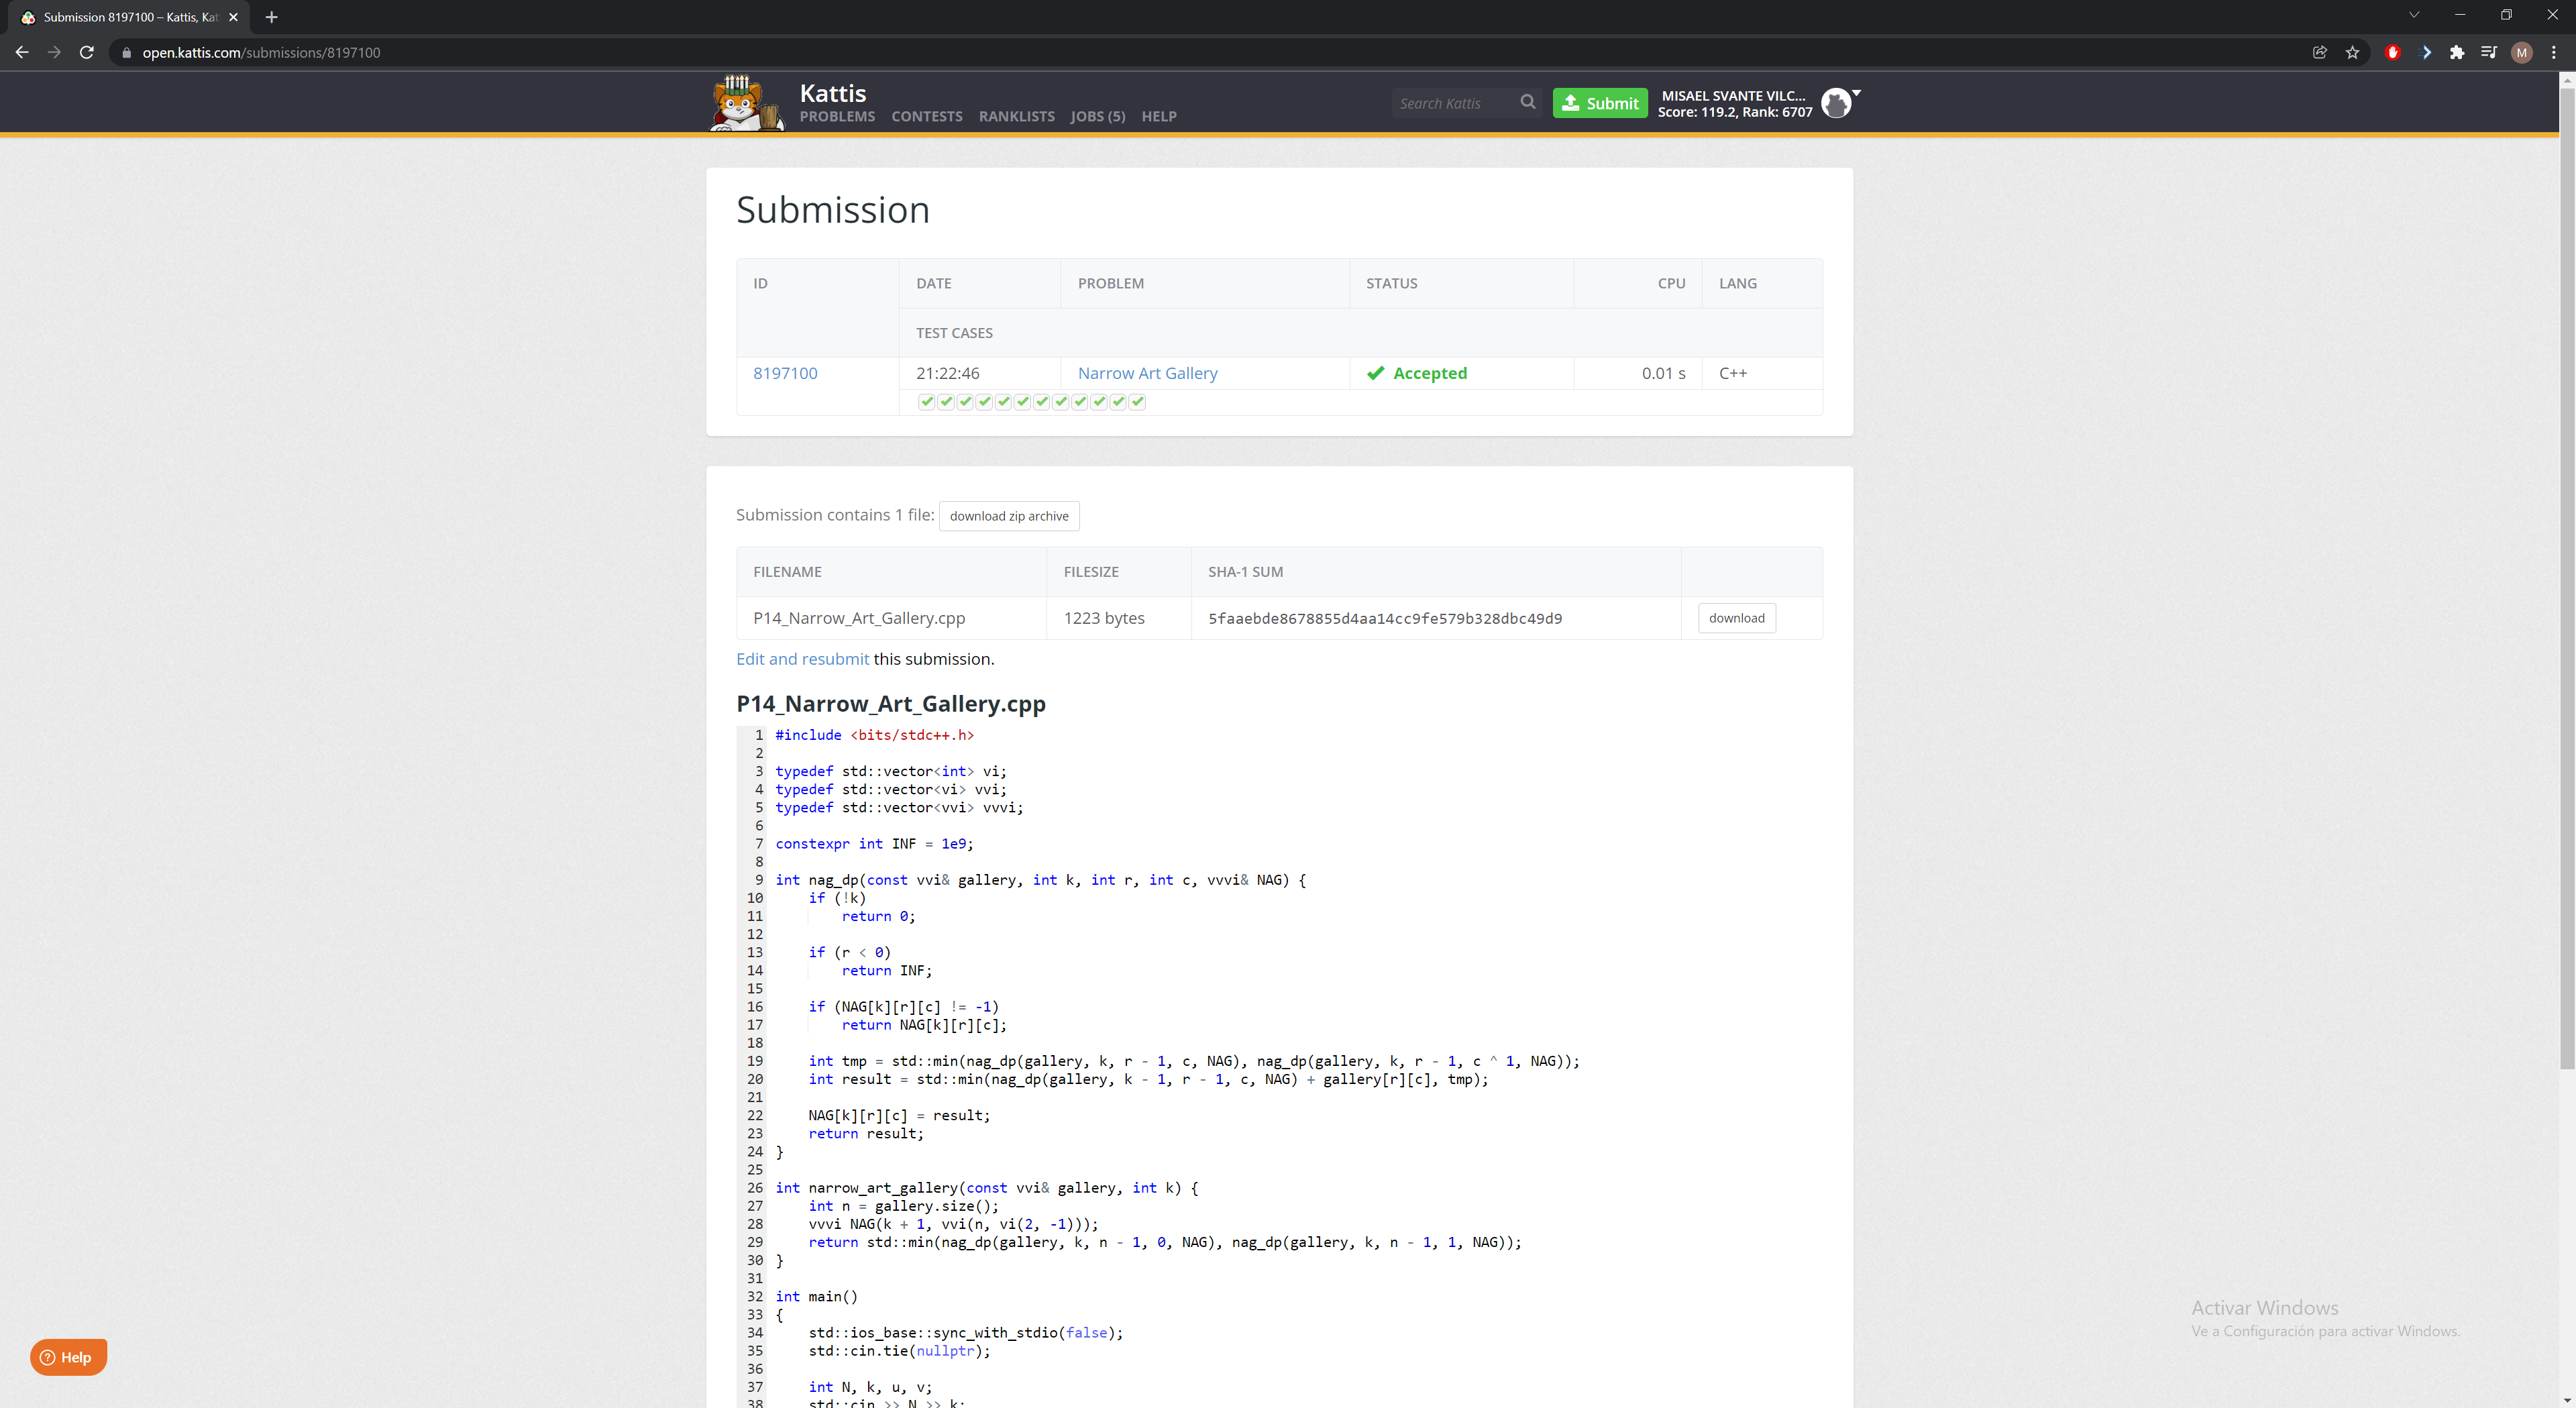 Submission 8197100 – Kattis, Kat
open.kattis.com/submissions/8197100
M
Kattis
PROBLEMS CONTESTS RANKLISTS JOBS (5) HELP
Search Kattis
Submit
MISAEL SVANTE VILC...
Score: 119.2, Rank: 6707
Submission
ID DATE PROBLEM STATUS CPU LANG
TEST CASES
8197100 21:22:46 Narrow Art Gallery Accepted 0.01 s C++
Submission contains 1 file: download zip archive
FILENAME FILESIZE SHA-1 SUM
P14_Narrow_Art_Gallery.cpp 1223 bytes 5faaebde8678855d4aa14cc9fe579b328dbc49d9 download
Edit and resubmit this submission.
P14_Narrow_Art_Gallery.cpp
1 #include <bits/stdc++.h>
2
3 typedef std::vector<int> vi;
4 typedef std::vector<vi> vvi;
5 typedef std::vector<vvi> vvvi;
6
7 constexpr int INF = 1e9;
8
9 int nag_dp(const vvi& gallery, int k, int r, int c, vvvi& NAG) {
10 if (!k)
11 return 0;
12
13 if (r < 0)
14 return INF;
15
16 if (NAG[k][r][c] != -1)
17 return NAG[k][r][c];
18
19 int tmp = std::min(nag_dp(gallery, k, r - 1, c, NAG), nag_dp(gallery, k, r - 1, c ^ 1, NAG));
20 int result = std::min(nag_dp(gallery, k - 1, r - 1, c, NAG) + gallery[r][c], tmp);
21
22 NAG[k][r][c] = result;
23 return result;
24 }
25
26 int narrow_art_gallery(const vvi& gallery, int k) {
27 int n = gallery.size();
28 vvvi NAG(k + 1, vvi(n, vi(2, -1)));
29 return std::min(nag_dp(gallery, k, n - 1, 0, NAG), nag_dp(gallery, k, n - 1, 1, NAG));
30 }
31
32 int main()
33 {
34 std::ios_base::sync_with_stdio(false);
35 std::cin.tie(nullptr);
36
37 int N, k, u, v;
38 std::cin >> N >> k;
Help
Activar Windows
Ve a Configuración para activar Windows.